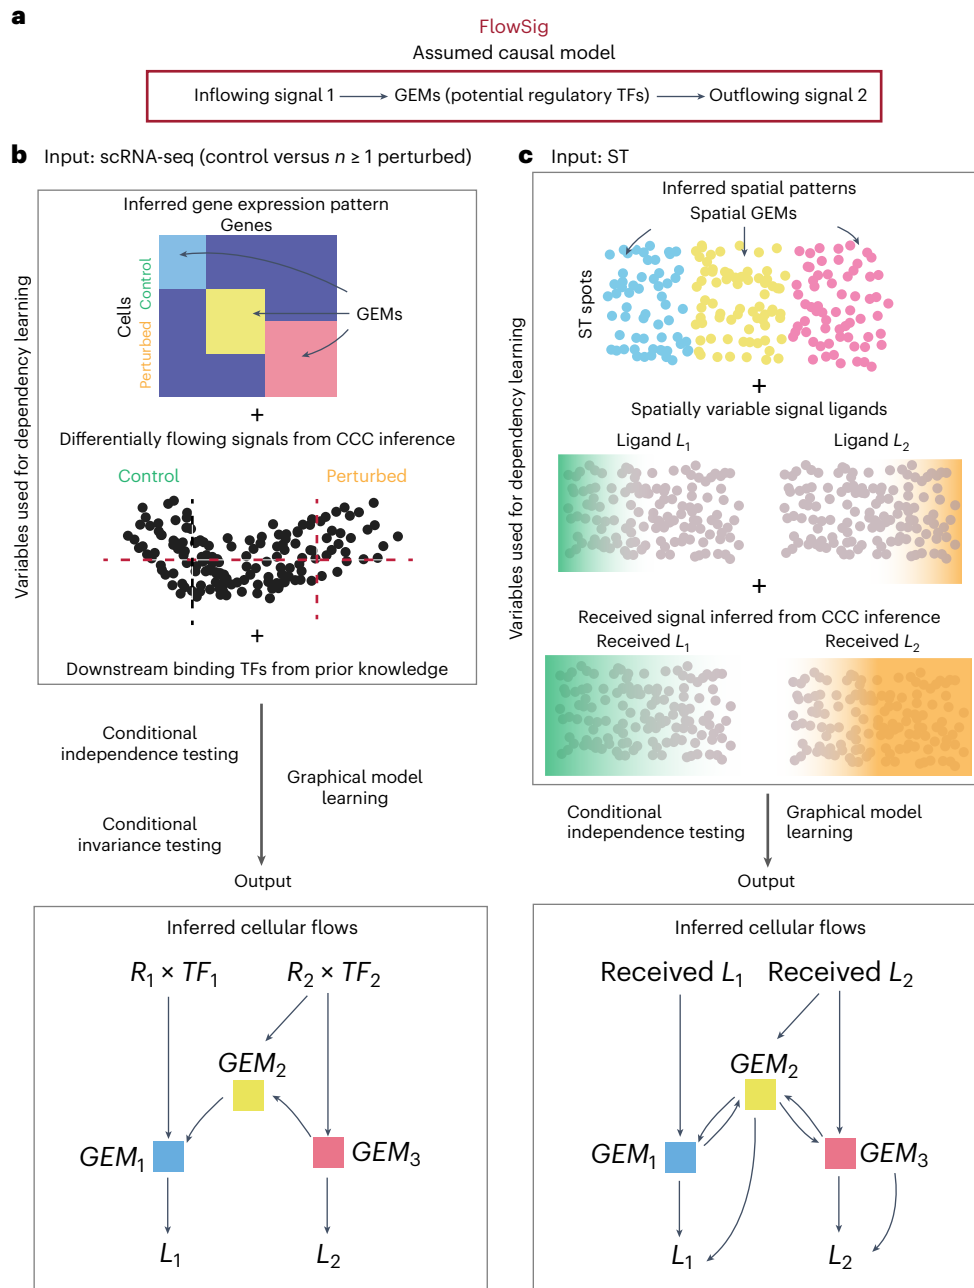 a
FlowSig
Assumed causal model
Inflowing signal 1
GEMs (potential regulatory TFs)
Outflowing signal 2
b Input: scRNA-seq (control versus n ≥ 1 perturbed)
Variables used for dependency learning
Inferred gene expression pattern
Genes
Cells
Control
Perturbed
GEMs
+
Differentially flowing signals from CCC inference
Control
Perturbed
+
Downstream binding TFs from prior knowledge
Conditional
independence testing
Graphical model
learning
Conditional
invariance testing
Output
Inferred cellular flows
R₁ × TF₁
R₂ × TF₂
GEM₂
GEM₁
GEM₃
L₁
L₂
c Input: ST
Variables used for dependency learning
Inferred spatial patterns
Spatial GEMs
ST spots
+
Spatially variable signal ligands
Ligand L₁
Ligand L₂
+
Received signal inferred from CCC inference
Received L₁
Received L₂
Conditional
independence testing
Graphical model
learning
Output
Inferred cellular flows
Received L₁
Received L₂
GEM₂
GEM₁
GEM₃
L₁
L₂